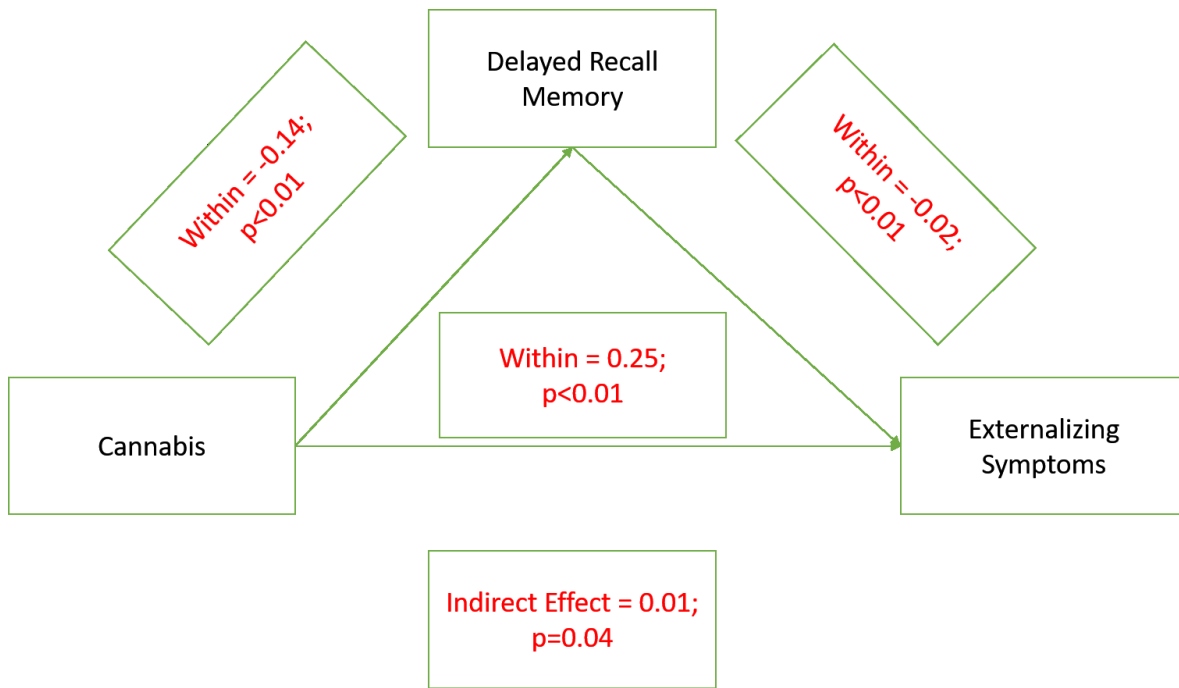 Delayed Recall
Memory
Within = -0.14;
p<0.01
Within = -0.02;
p<0.01
Within = 0.25;
p<0.01
Cannabis
Externalizing
Symptoms
Indirect Effect = 0.01;
p=0.04